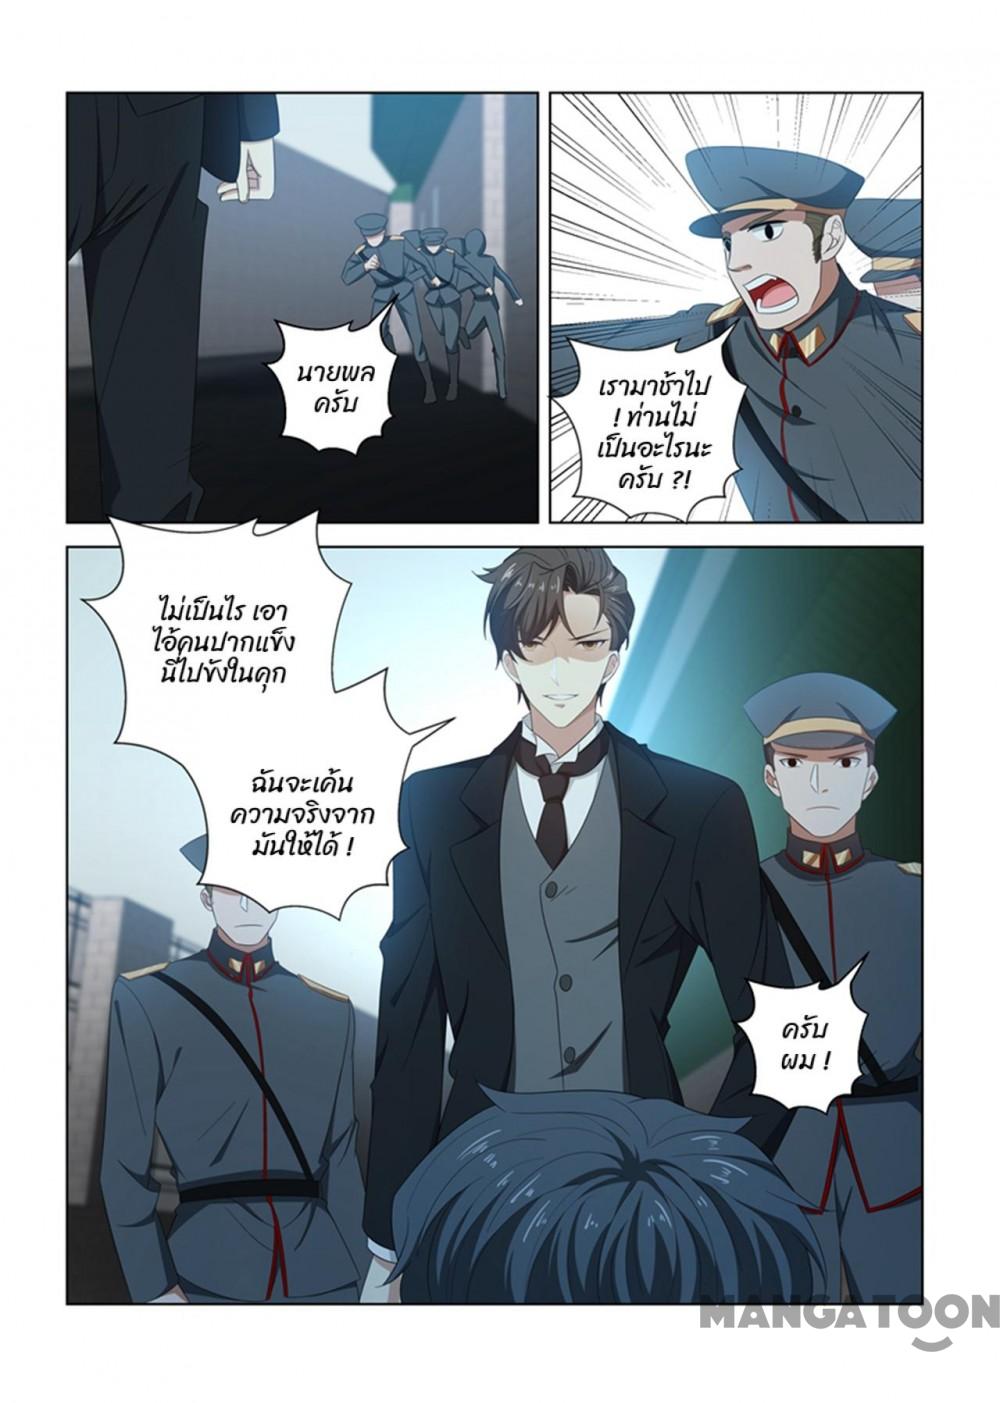 นายพล
ครับ
เรามาช้าไป
! ท่านไม่
เป็นอะไรนะ
ครับ ?!
ไม่เป็นไร เอา
ไอ้คนปากแข็ง
นี่ไปขังในคุก
ฉันจะเค้น
ความจริงจาก
มันให้ได้ !
ครับ
ผม !
MANGATOON